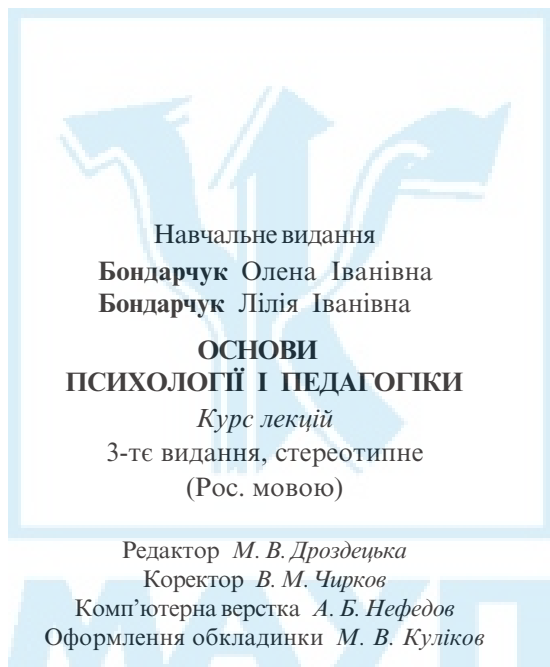 Навчальне видання
Бондарчук Олена Іванівна
Бондарчук Лілія Іванівна
ОСНОВИ
ПСИХОЛОГІЇ І ПЕДАГОГІКИ
Курс лекцій
3-тє видання, стереотипне
(Рос. мовою)
Редактор М. В. Дроздецька
Коректор В. М. Чирков
Комп’ютерна верстка А. Б. Нефедов
Оформлення обкладинки М. В. Куліков
МАУП